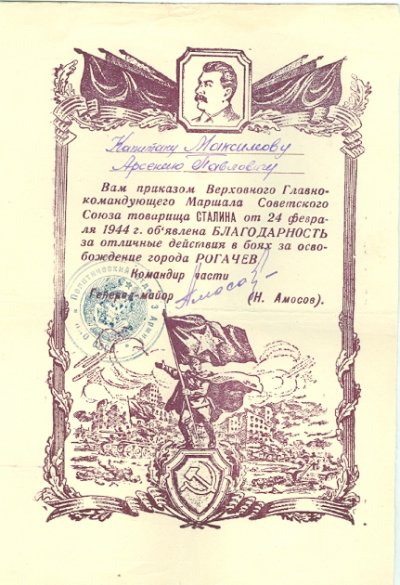 Капитану Максимову
Арсению Павловичу
Вам приказом Верховного Главно-
командующего Маршала Советского
Союза товарища СТАЛИНА от 24 февра-
ля 1944 г. об‘явлена БЛАГОДАРНОСТЬ
за отличные действия в боях за осво-
бождение города РОГАЧЕВ.
Командир части
Генерал-майор Амосов (Н. Амосов).